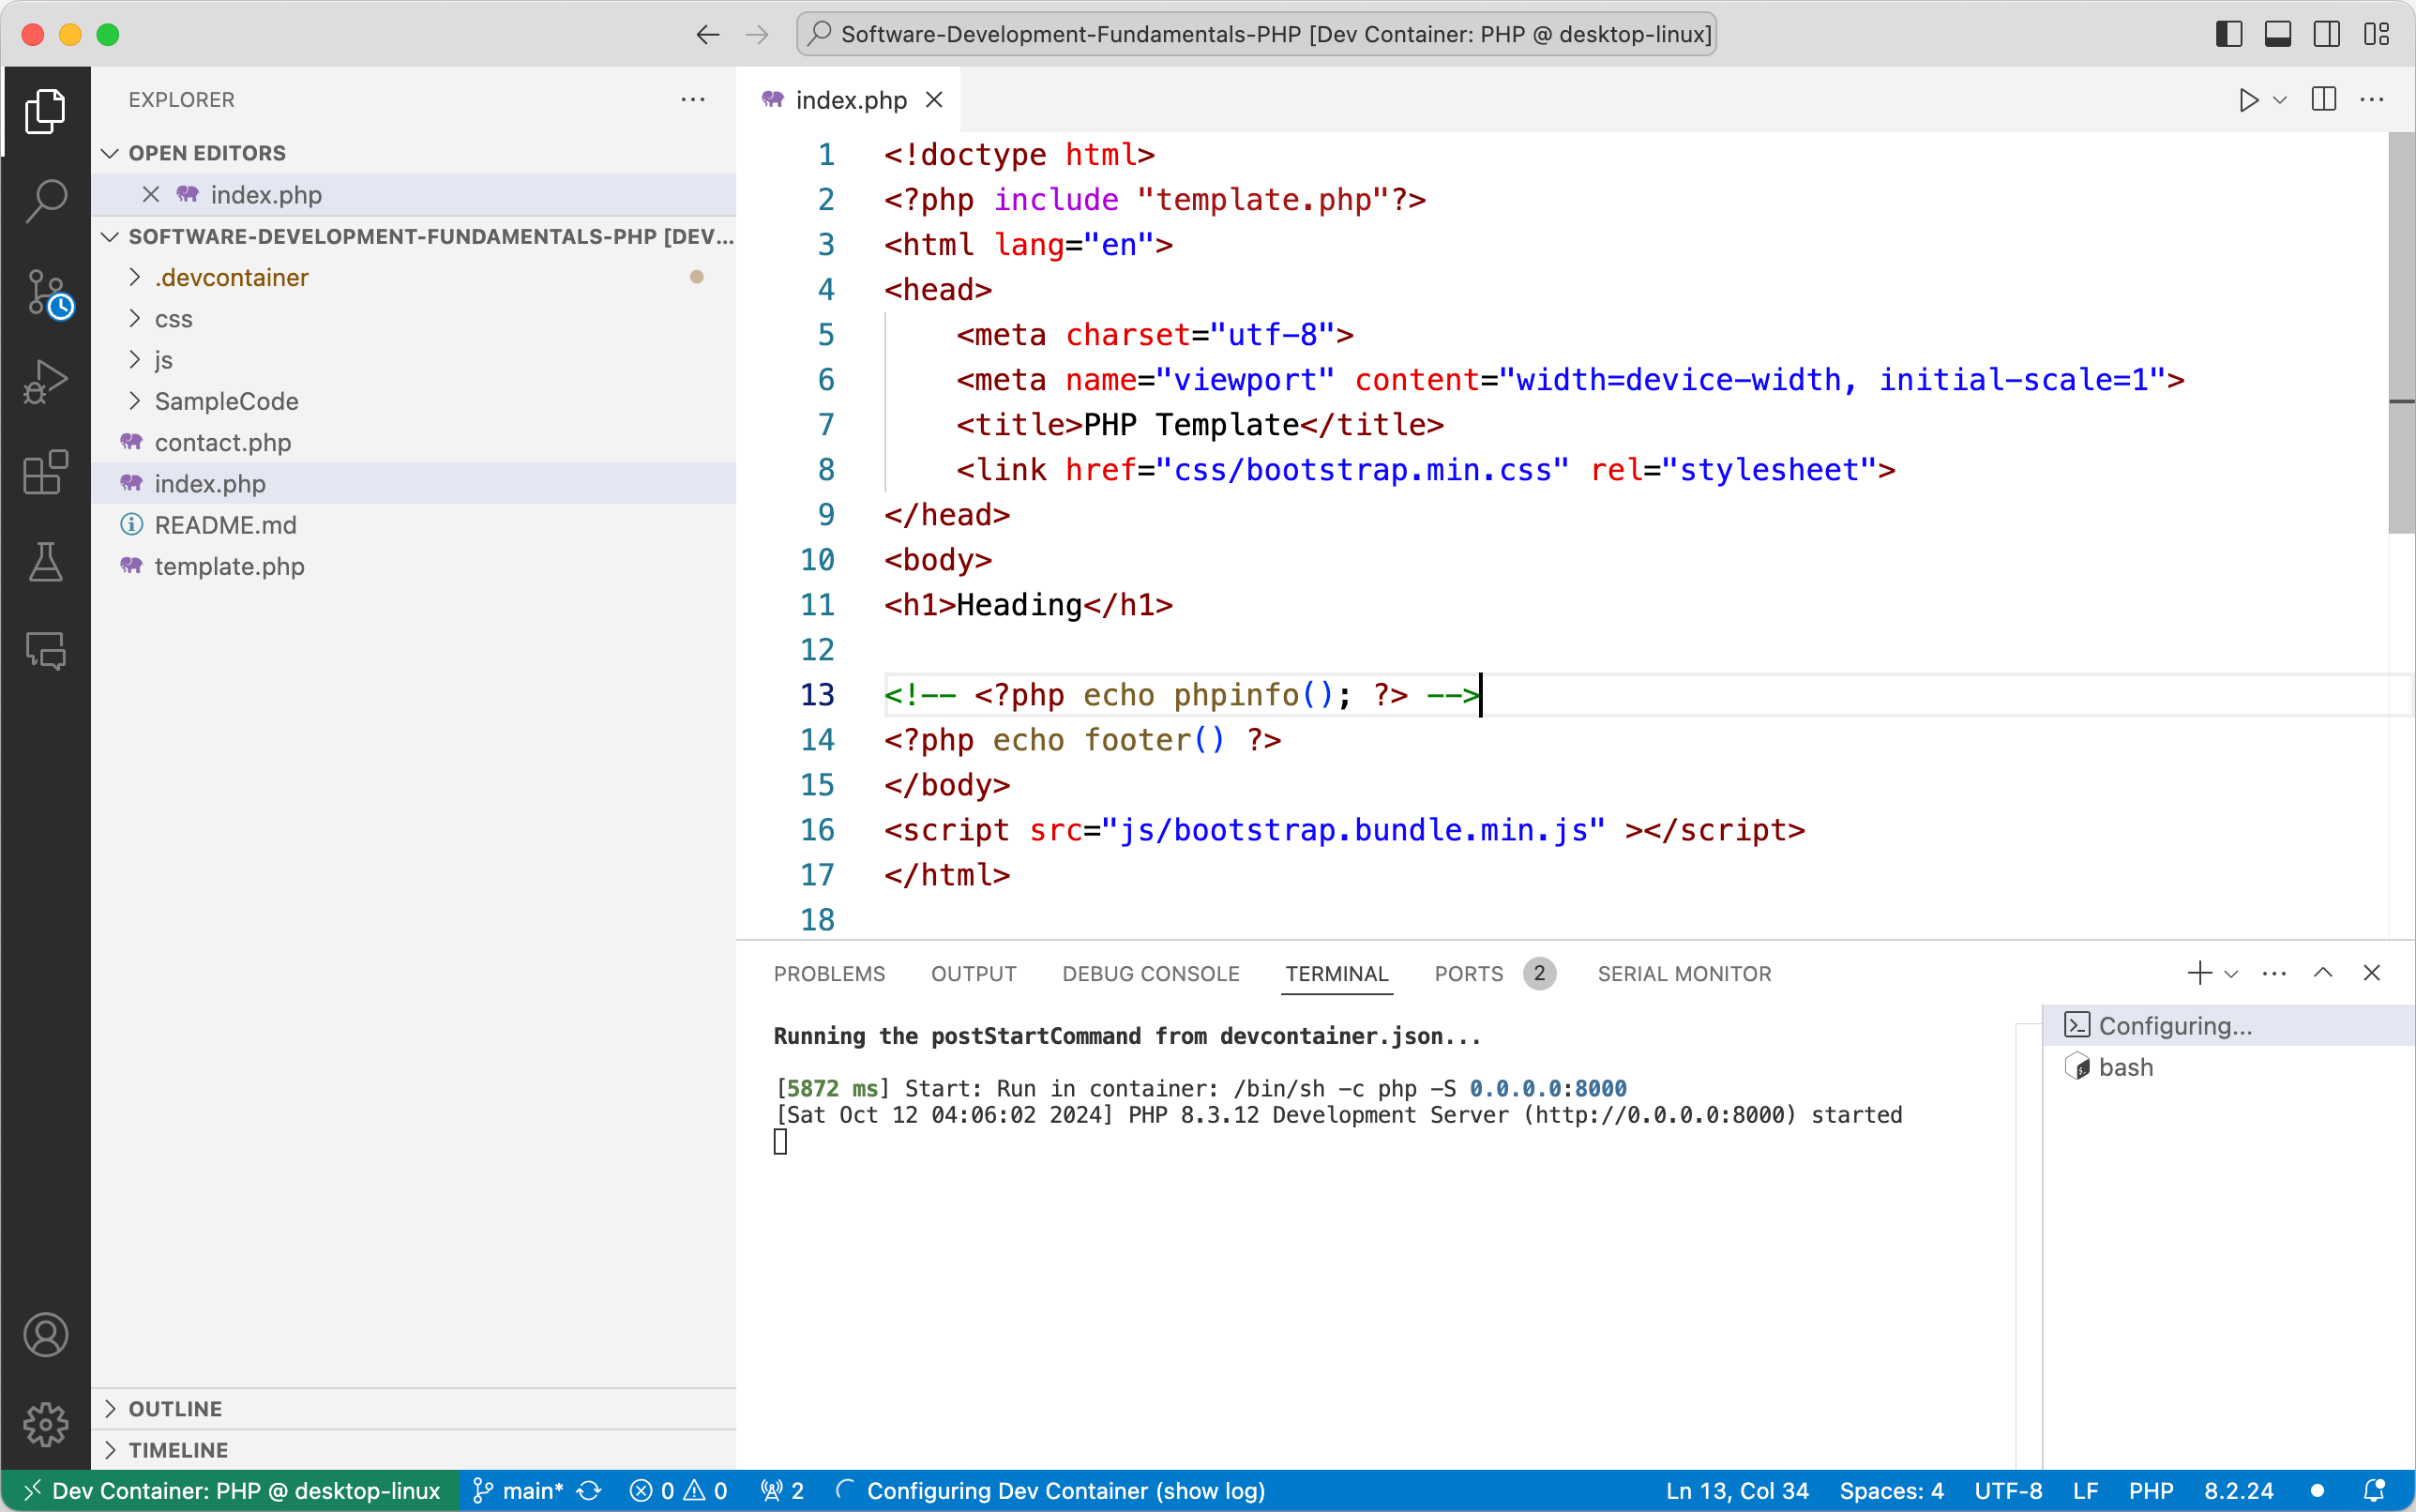 Software-Development-Fundamentals-PHP [Dev Container: PHP @ desktop-linux]
EXPLORER
OPEN EDITORS
index.php
SOFTWARE-DEVELOPMENT-FUNDAMENTALS-PHP [DEV...
.devcontainer
css
js
SampleCode
contact.php
index.php
README.md
template.php
OUTLINE
TIMELINE
index.php
1 <!doctype html>
2 <?php include "template.php"?>
3 <html lang="en">
4 <head>
5 <meta charset="utf-8">
6 <meta name="viewport" content="width=device-width, initial-scale=1">
7 <title>PHP Template</title>
8 <link href="css/bootstrap.min.css" rel="stylesheet">
9 </head>
10 <body>
11 <h1>Heading</h1>
12
13 <!-- <?php echo phpinfo(); ?> -->
14 <?php echo footer() ?>
15 </body>
16 <script src="js/bootstrap.bundle.min.js" ></script>
17 </html>
18
PROBLEMS OUTPUT DEBUG CONSOLE TERMINAL PORTS 2 SERIAL MONITOR
Running the postStartCommand from devcontainer.json...
[5872 ms] Start: Run in container: /bin/sh -c php -S 0.0.0.0:8000
[Sat Oct 12 04:06:02 2024] PHP 8.3.12 Development Server (http://0.0.0.0:8000) started
Configuring...
bash
Dev Container: PHP @ desktop-linux main* 0 0 2 Configuring Dev Container (show log) Ln 13, Col 34 Spaces: 4 UTF-8 LF PHP 8.2.24